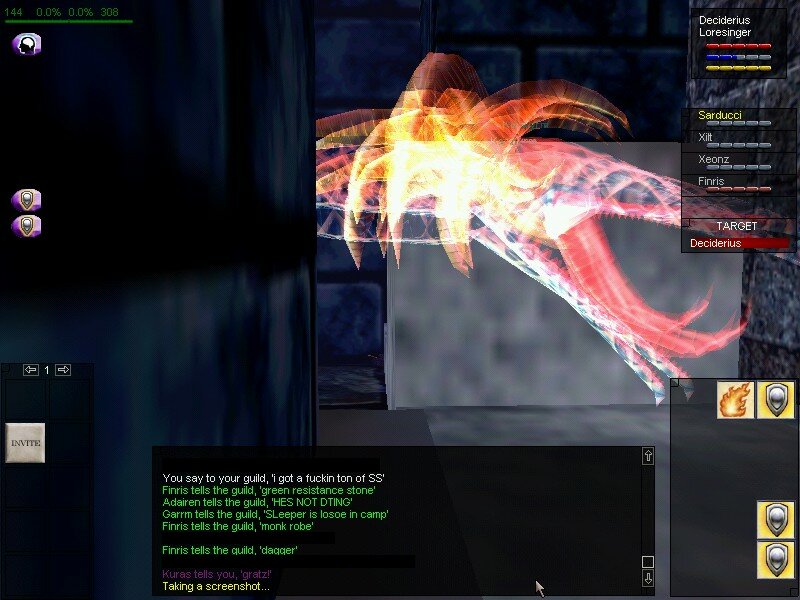 144 0.0% 0.0% 308
Deciderius
Loresinger
Sarducci
Xilt
Xeonz
Finris
TARGET
Deciderius
1
INVITE
You say to your guild, 'i got a fuckin ton of SS'
Finris tells the guild, 'green resistance stone'
Adairen tells the guild, 'HES NOT DTING'
Garrm tells the guild, 'SLeeper is losoe in camp'
Finris tells the guild, 'monk robe'
Finris tells the guild, 'dagger'
Kuras tells you, 'gratz!'
Taking a screenshot...